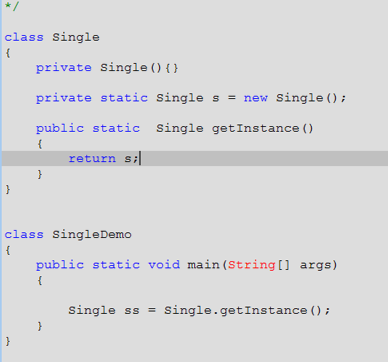 */
class Single
{
private Single(){}
private static Single s = new Single();
public static  Single getInstance()
{
return s;
}
}
class SingleDemo
{
public static void main(String[] args)
{
Single ss = Single.getInstance();
}
}